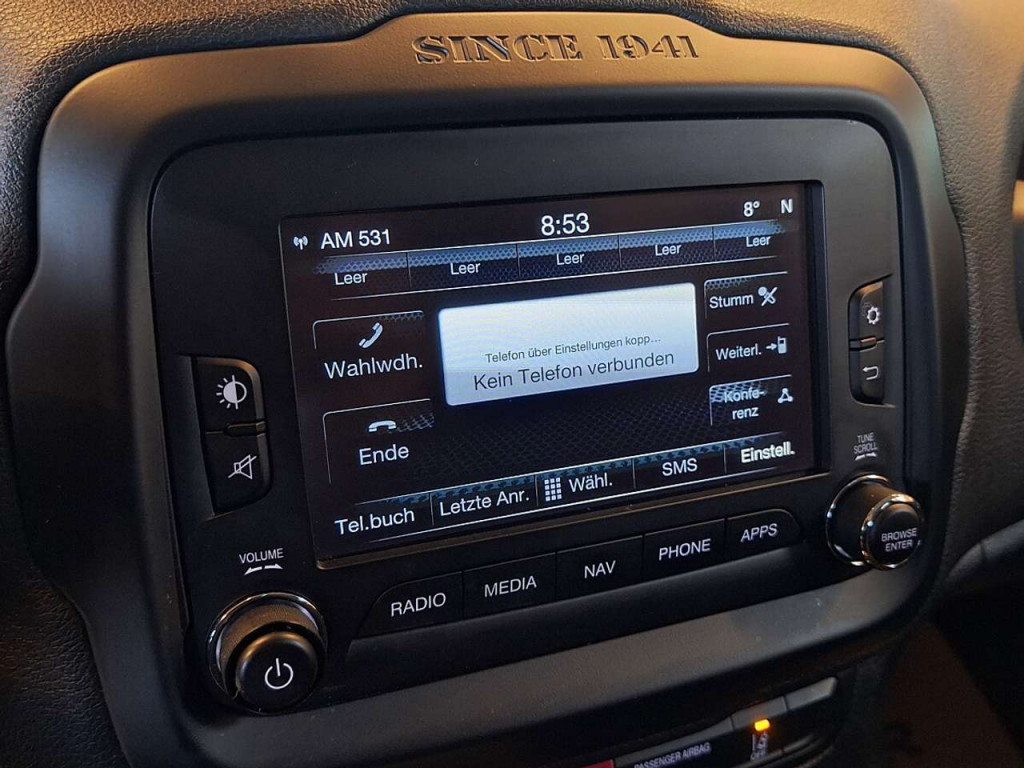 SINCE 1941
AM 531
8:53
8° N
Leer
Leer
Leer
Leer
Leer
Wahlwdh.
Telefon über Einstellungen kopp...
Kein Telefon verbunden
Stumm
Weiterl.
Konfe-
renz
Ende
Tel.buch
Letzte Anr.
Wähl.
SMS
Einstell.
TUNE
SCROLL
VOLUME
BROWSE
ENTER
RADIO
MEDIA
NAV
PHONE
APPS
PASSENGER AIRBAG
OFF